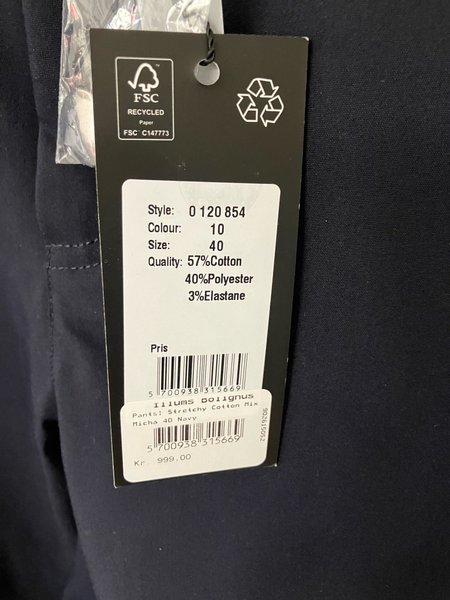 FSC
RECYCLED
Paper
FSC C147773
Style: 0 120 854
Colour: 10
Size: 40
Quality: 57%Cotton
40%Polyester
3%Elastane
Pris
5 700938 315669
Illums Bolighus
Pants: Stretchy Cotton Mix
Micha 40 Navy
5 700938 315669
Kr. 999.00